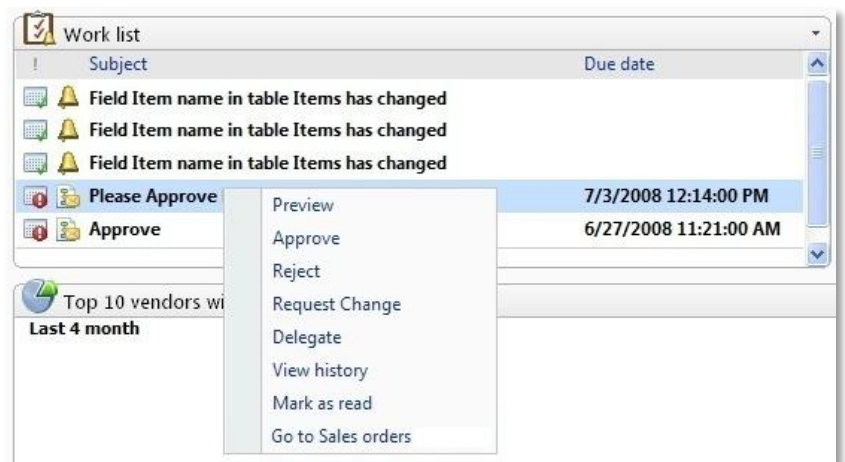 Work list
! Subject Due date
Field Item name in table Items has changed
Field Item name in table Items has changed
Field Item name in table Items has changed
Please Approve 7/3/2008 12:14:00 PM
Approve 6/27/2008 11:21:00 AM
Preview
Approve
Reject
Request Change
Delegate
View history
Mark as read
Go to Sales orders
Top 10 vendors wi
Last 4 month